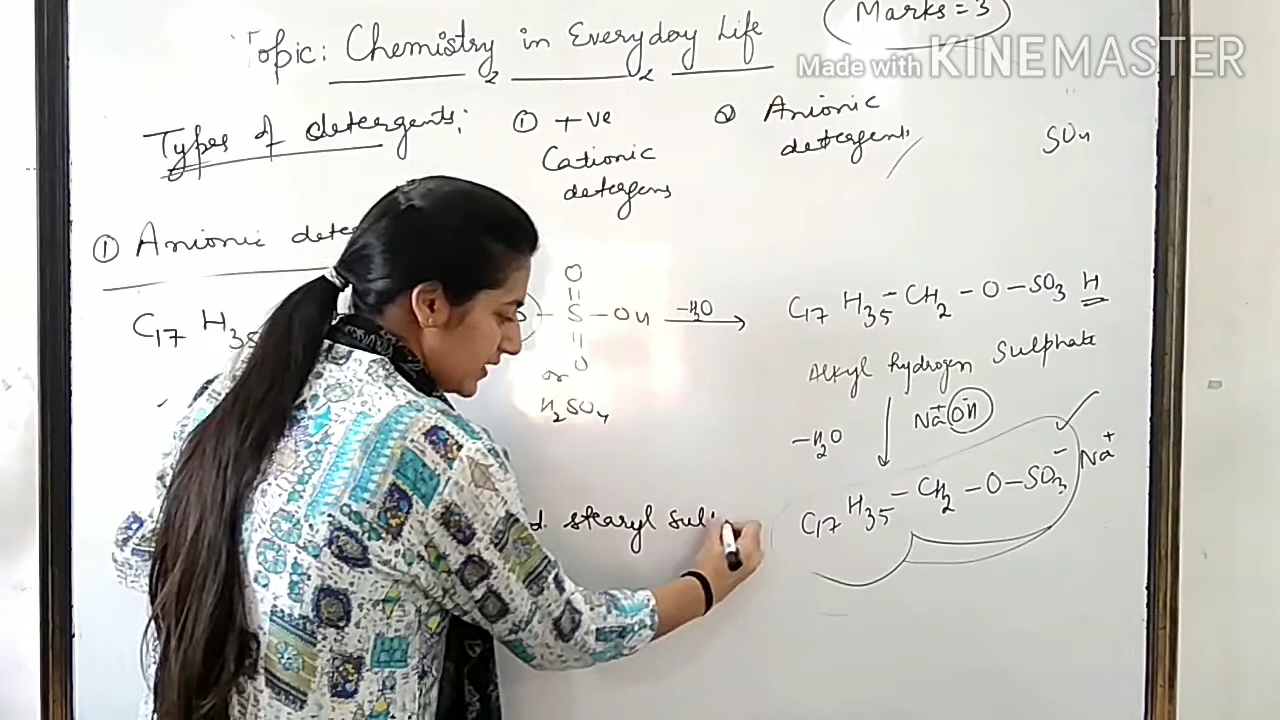 Marks = 3
Topic: Chemistry in Everyday Life
Made with KINEMASTER
Types of detergents:
① +ve
Cationic
detergens
② Anionic
detergents
SO4
① Anionic dete
C17 H35
O
S – OH
O
or
H2SO4
–H2O
C17 H35 – CH2 – O – SO3 H
Alkyl hydrogen Sulphate
–H2O
Na+ OH-
C17 H35 – CH2 – O – SO3- Na+
stearyl Sul